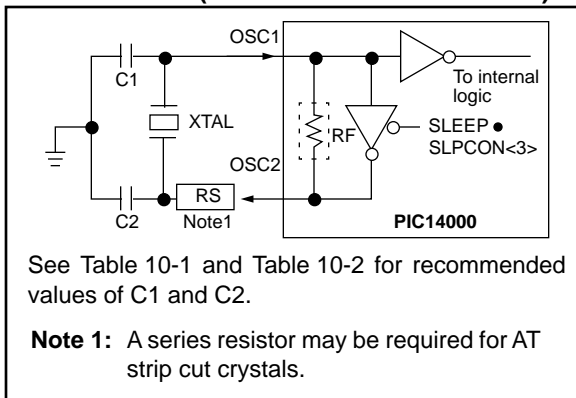 OSC1
C1
To internal
logic
XTAL
RF
SLEEP ●
SLPCON<3>
OSC2
RS
C2
Note1
PIC14000
See Table 10-1 and Table 10-2 for recommended
values of C1 and C2.
Note 1: A series resistor may be required for AT
strip cut crystals.